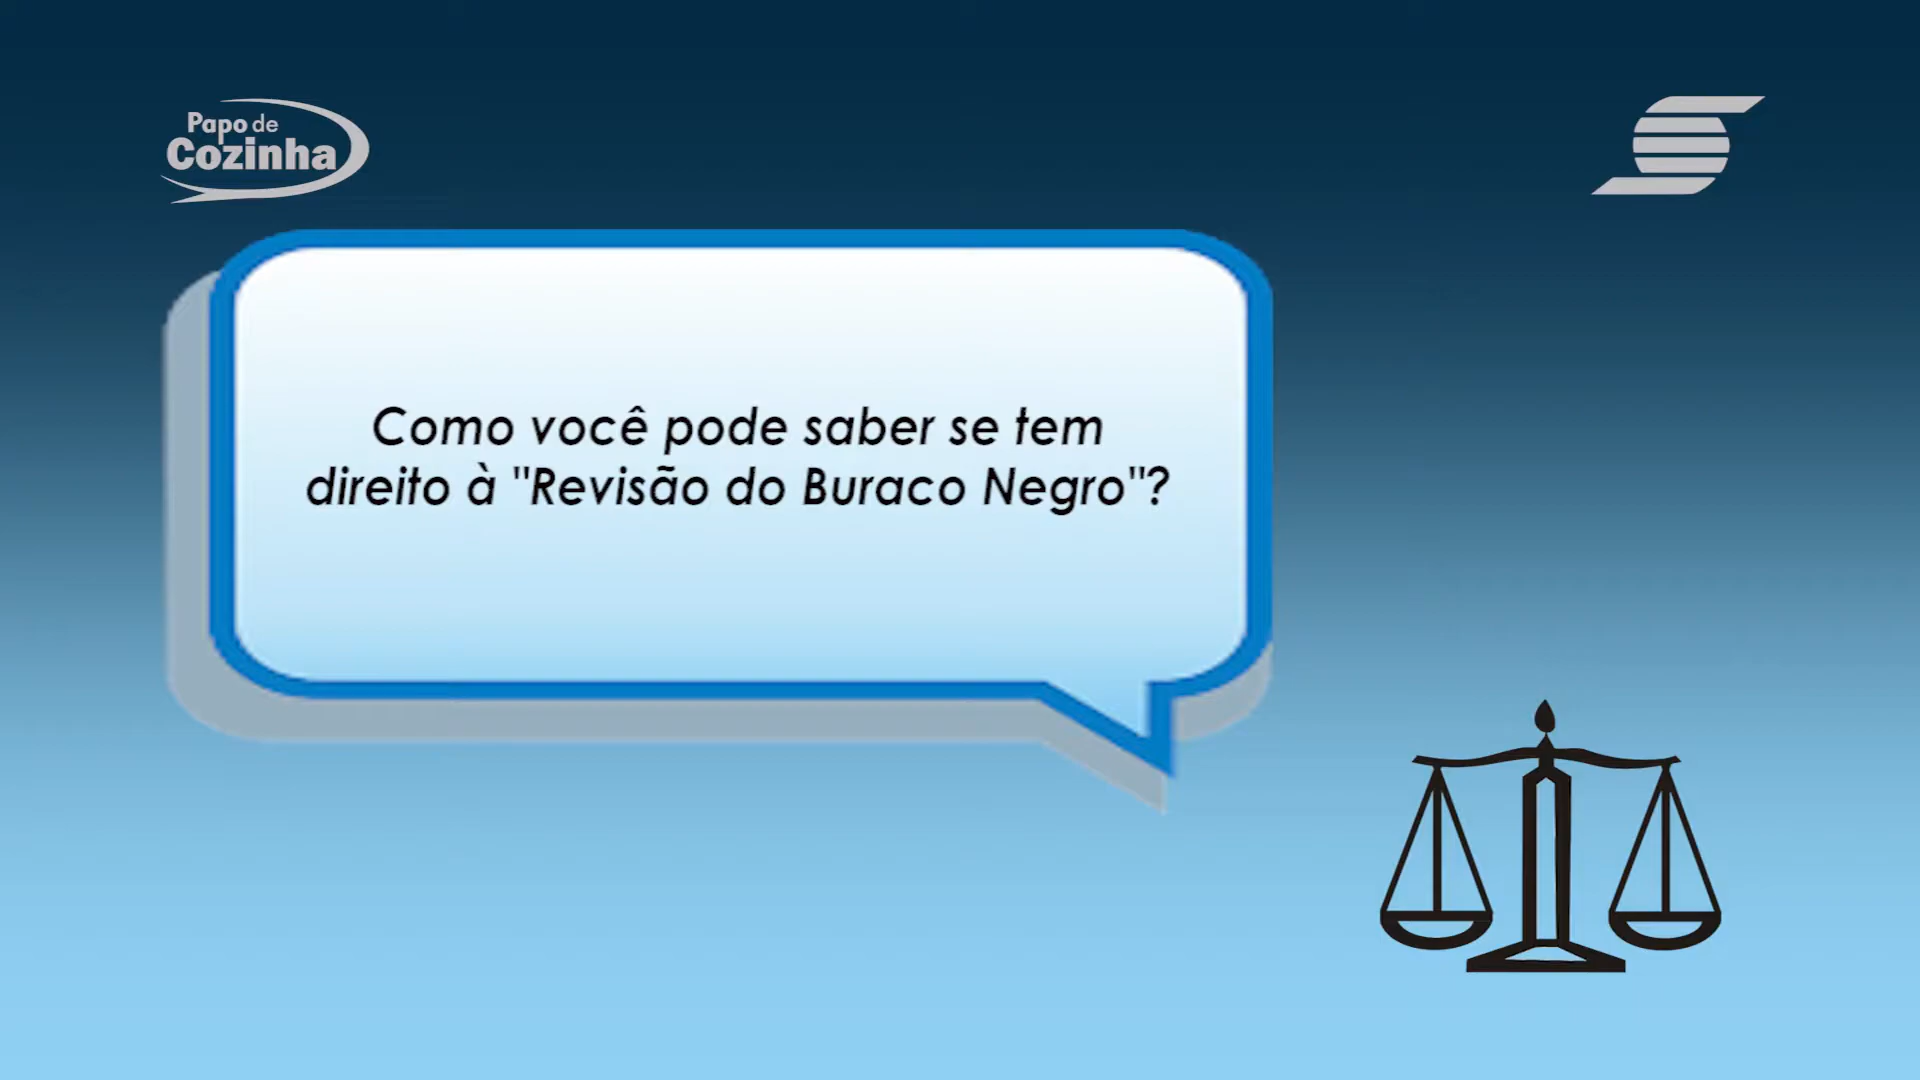 Papo de
Cozinha
Como você pode saber se tem
direito à "Revisão do Buraco Negro"?